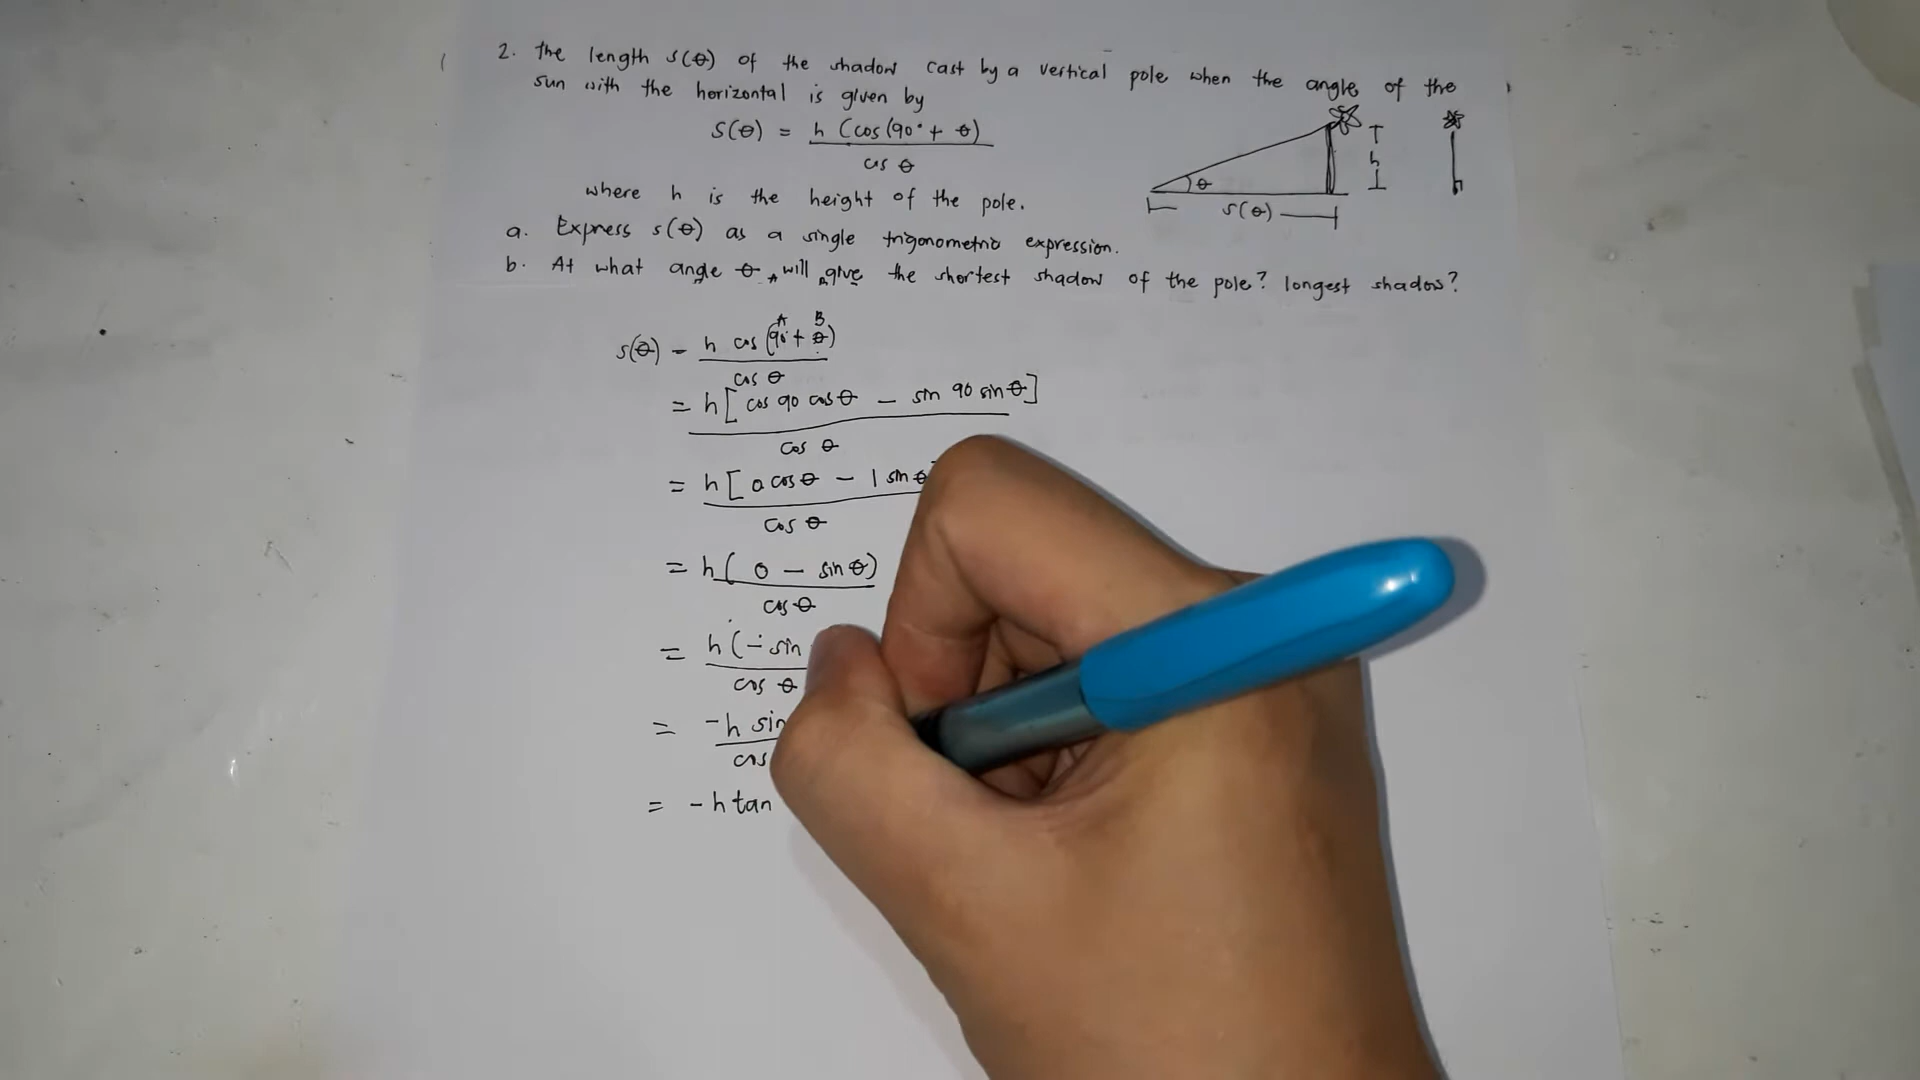 2. the length s(θ) of the shadow cast by a vertical pole when the angle of the
sun with the horizontal is given by
S(θ) = h (cos(90° + θ)
cos θ
where h is the height of the pole.
θ
h
h
s(θ)
a. Express s(θ) as a single trigonometric expression.
b. At what angle θ will give the shortest shadow of the pole? longest shadow?
A B
s(θ) = h cos (90° + θ)
cos θ
= h[ cos 90 cos θ - sin 90 sin θ]
cos θ
= h[ 0 cos θ - 1 sin θ
cos θ
= h( 0 - sin θ)
cos θ
= h (- sin
cos θ
= -h sin
cos
= -h tan